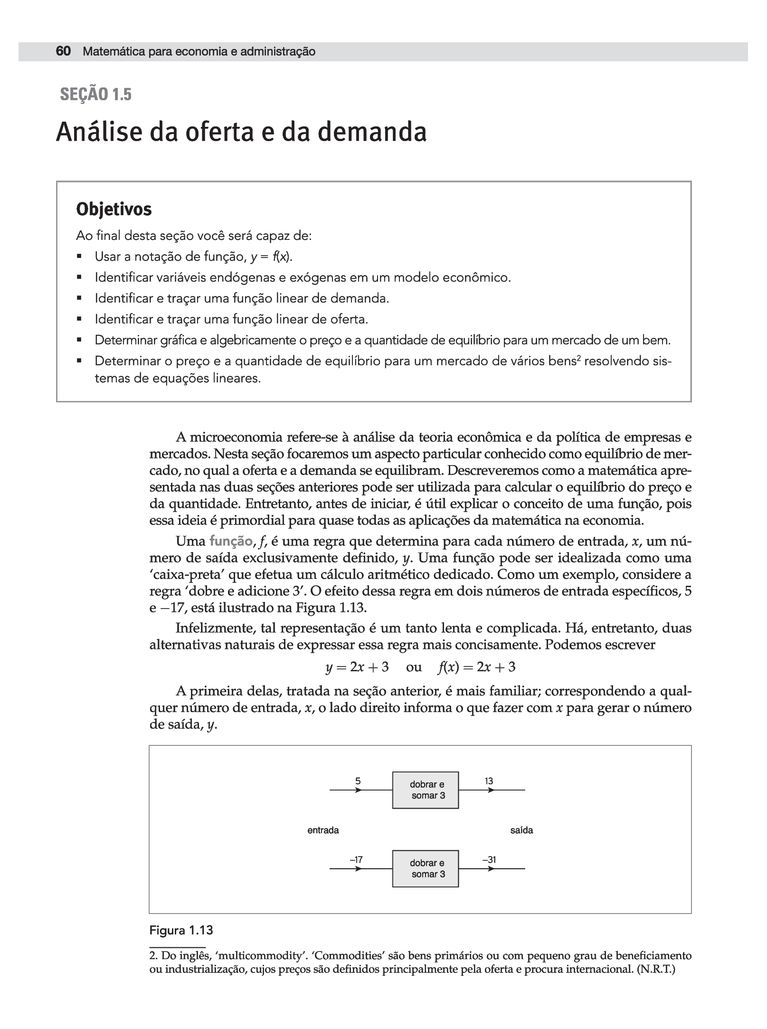 60 Matemática para economia e administração
SEÇÃO 1.5
Análise da oferta e da demanda
Objetivos
Ao final desta seção você será capaz de:
▪ Usar a notação de função, y = f(x).
▪ Identificar variáveis endógenas e exógenas em um modelo econômico.
▪ Identificar e traçar uma função linear de demanda.
▪ Identificar e traçar uma função linear de oferta.
▪ Determinar gráfica e algebricamente o preço e a quantidade de equilíbrio para um mercado de um bem.
▪ Determinar o preço e a quantidade de equilíbrio para um mercado de vários bens² resolvendo sis-
temas de equações lineares.
A microeconomia refere-se à análise da teoria econômica e da política de empresas e
mercados. Nesta seção focaremos um aspecto particular conhecido como equilíbrio de mer-
cado, no qual a oferta e a demanda se equilibram. Descreveremos como a matemática apre-
sentada nas duas seções anteriores pode ser utilizada para calcular o equilíbrio do preço e
da quantidade. Entretanto, antes de iniciar, é útil explicar o conceito de uma função, pois
essa ideia é primordial para quase todas as aplicações da matemática na economia.
Uma função, f, é uma regra que determina para cada número de entrada, x, um nú-
mero de saída exclusivamente definido, y. Uma função pode ser idealizada como uma
‘caixa-preta’ que efetua um cálculo aritmético dedicado. Como um exemplo, considere a
regra ‘dobre e adicione 3’. O efeito dessa regra em dois números de entrada específicos, 5
e −17, está ilustrado na Figura 1.13.
Infelizmente, tal representação é um tanto lenta e complicada. Há, entretanto, duas
alternativas naturais de expressar essa regra mais concisamente. Podemos escrever
y = 2x + 3 ou f(x) = 2x + 3
A primeira delas, tratada na seção anterior, é mais familiar; correspondendo a qual-
quer número de entrada, x, o lado direito informa o que fazer com x para gerar o número
de saída, y.
5
dobrar e
somar 3
13
entrada
saída
–17
dobrar e
somar 3
–31
Figura 1.13
2. Do inglês, ‘multicommodity’. ‘Commodities’ são bens primários ou com pequeno grau de beneficiamento
ou industrialização, cujos preços são definidos principalmente pela oferta e procura internacional. (N.R.T.)